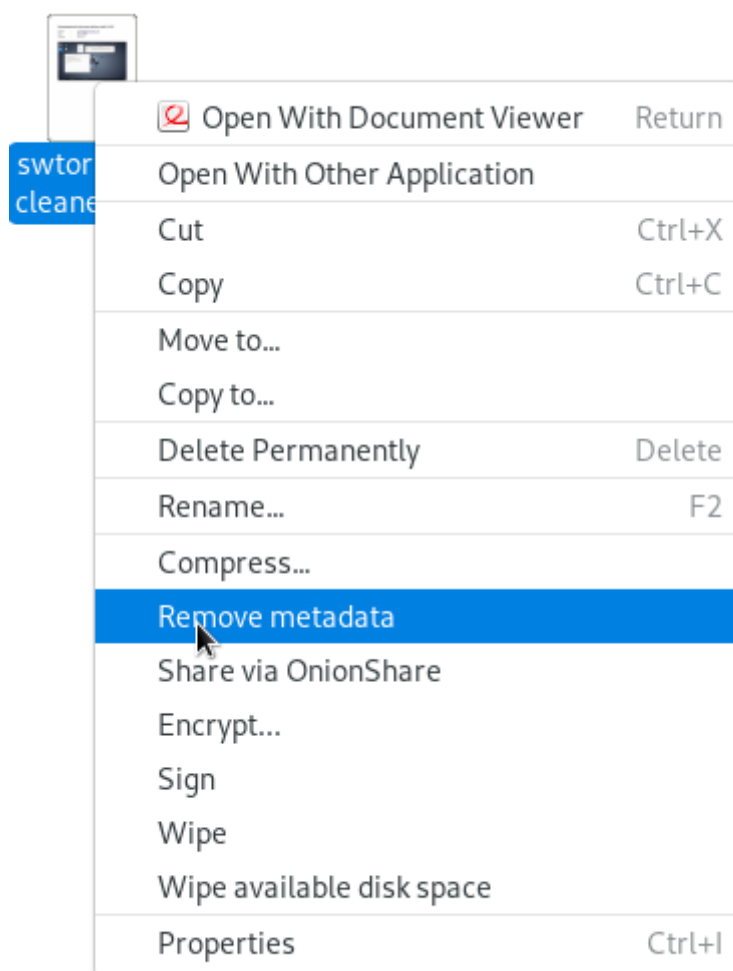 swtor
cleane
Open With Document Viewer Return
Open With Other Application
Cut Ctrl+X
Copy Ctrl+C
Move to...
Copy to...
Delete Permanently Delete
Rename... F2
Compress...
Remove metadata
Share via OnionShare
Encrypt...
Sign
Wipe
Wipe available disk space
Properties Ctrl+I